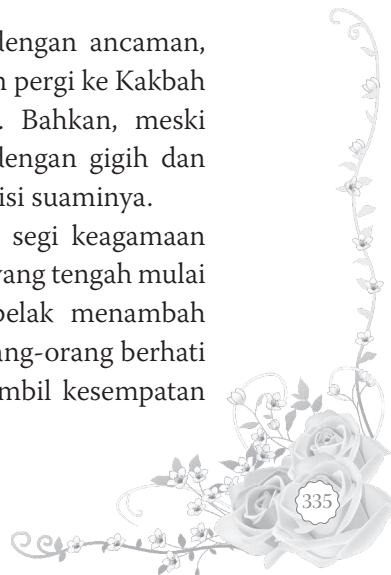 dengan ancaman,
pergi ke Kakbah
Bahkan, meski
dengan gigih dan
isi suaminya.
segi keagamaan
yang tengah mulai
belak menambah
ang-orang berhati
mbil kesempatan
335